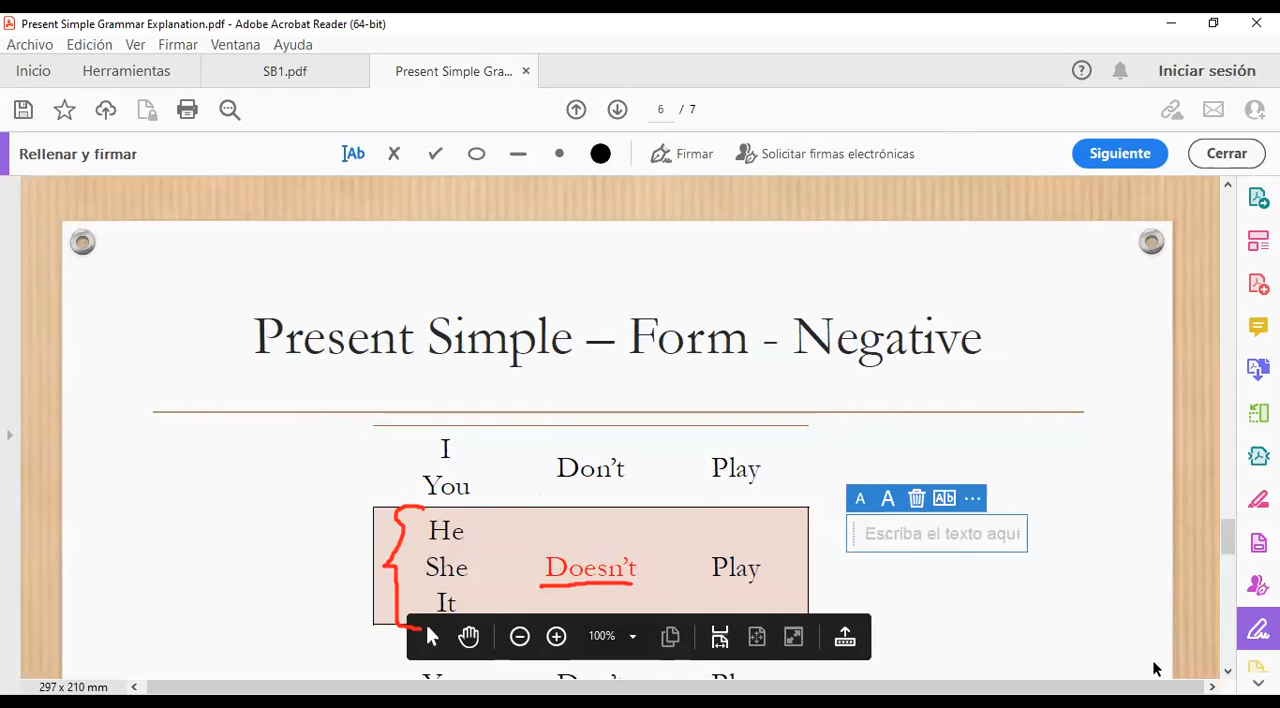 Present Simple Grammar Explanation.pdf - Adobe Acrobat Reader (64-bit)
Archivo Edición Ver Firmar Ventana Ayuda
Inicio Herramientas SB1.pdf Present Simple Gra... × Iniciar sesión
6 / 7
Rellenar y firmar Ab Firmar Solicitar firmas electrónicas Siguiente Cerrar
Present Simple – Form - Negative
I
You
Don't Play
A A Ab ...
Escriba el texto aquí
He
She
It
Doesn't Play
100%
297 x 210 mm